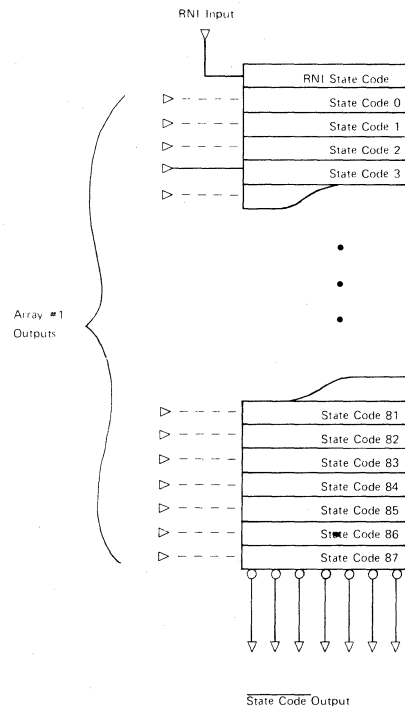 RNI Input
RNI State Code
State Code 0
State Code 1
State Code 2
State Code 3
Array #1
Outputs
State Code 81
State Code 82
State Code 83
State Code 84
State Code 85
State Code 86
State Code 87
State Code Output